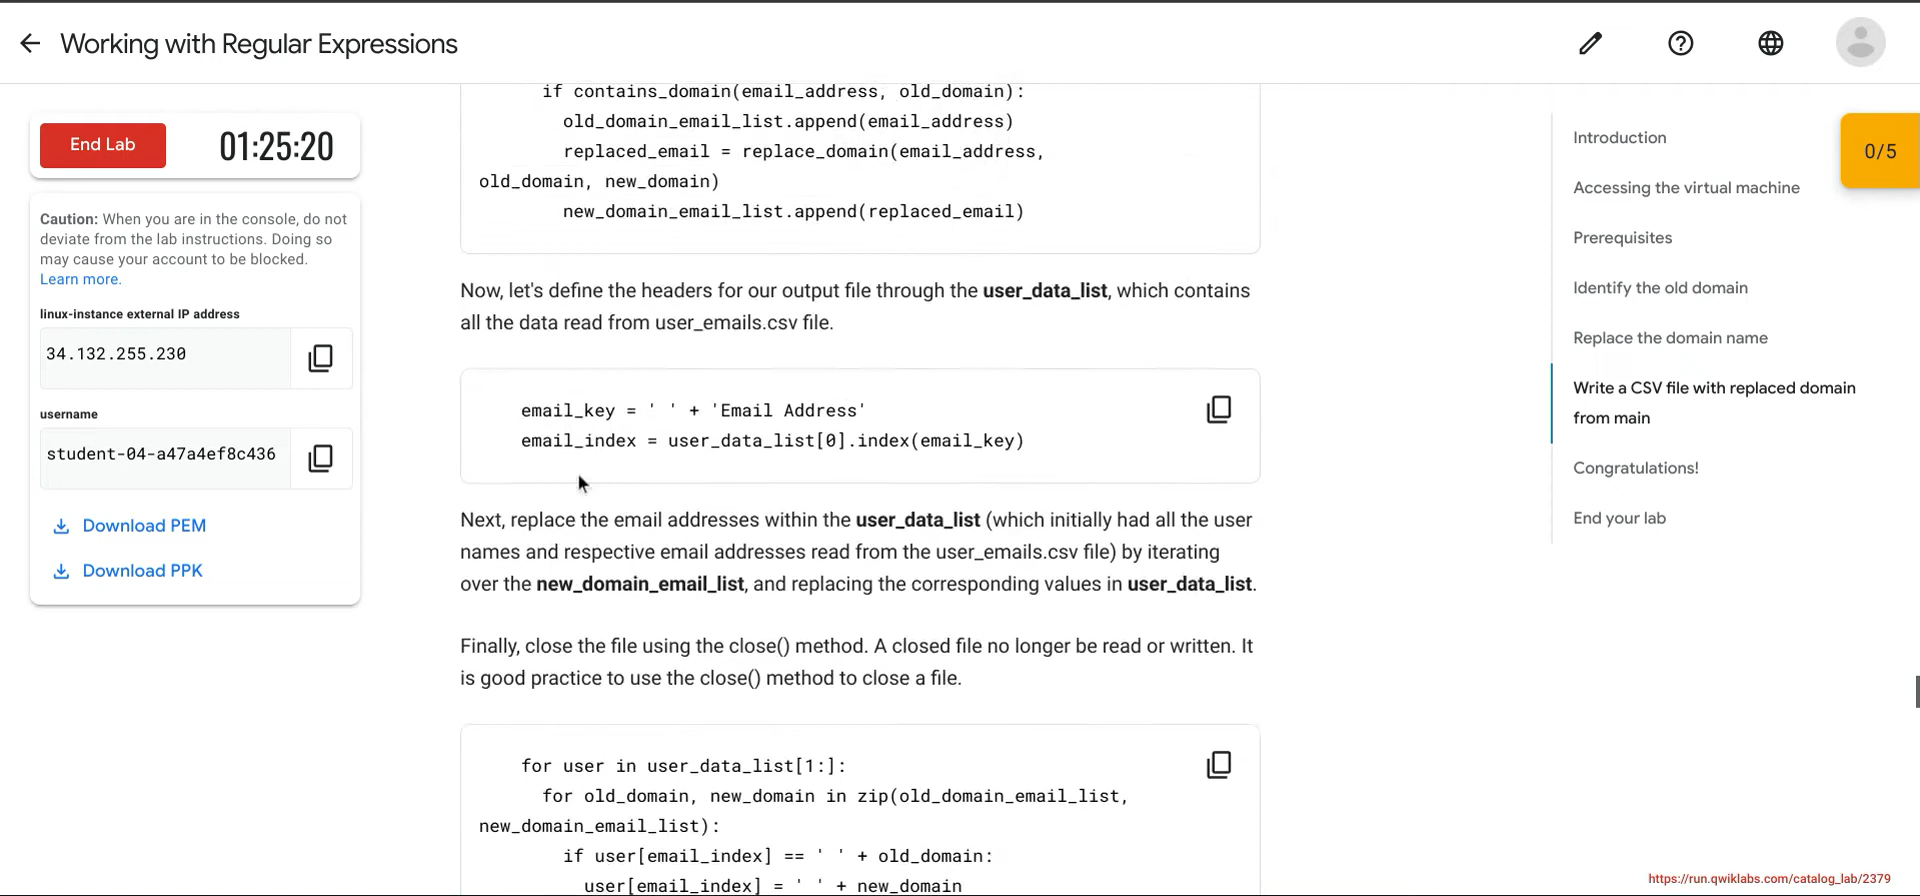 Working with Regular Expressions
End Lab
01:25:20
Caution: When you are in the console, do not
deviate from the lab instructions. Doing so
may cause your account to be blocked.
Learn more.
linux-instance external IP address
34.132.255.230
username
student-04-a47a4ef8c436
Download PEM
Download PPK
if contains_domain(email_address, old_domain):
old_domain_email_list.append(email_address)
replaced_email = replace_domain(email_address,
old_domain, new_domain)
new_domain_email_list.append(replaced_email)
Now, let's define the headers for our output file through the user_data_list, which contains
all the data read from user_emails.csv file.
email_key = ' ' + 'Email Address'
email_index = user_data_list[0].index(email_key)
Next, replace the email addresses within the user_data_list (which initially had all the user
names and respective email addresses read from the user_emails.csv file) by iterating
over the new_domain_email_list, and replacing the corresponding values in user_data_list.
Finally, close the file using the close() method. A closed file no longer be read or written. It
is good practice to use the close() method to close a file.
for user in user_data_list[1:]:
for old_domain, new_domain in zip(old_domain_email_list,
new_domain_email_list):
if user[email_index] == ' ' + old_domain:
user[email_index] = ' ' + new_domain
Introduction
Accessing the virtual machine
Prerequisites
Identify the old domain
Replace the domain name
Write a CSV file with replaced domain
from main
Congratulations!
End your lab
0/5
https://run.qwiklabs.com/catalog_lab/2379